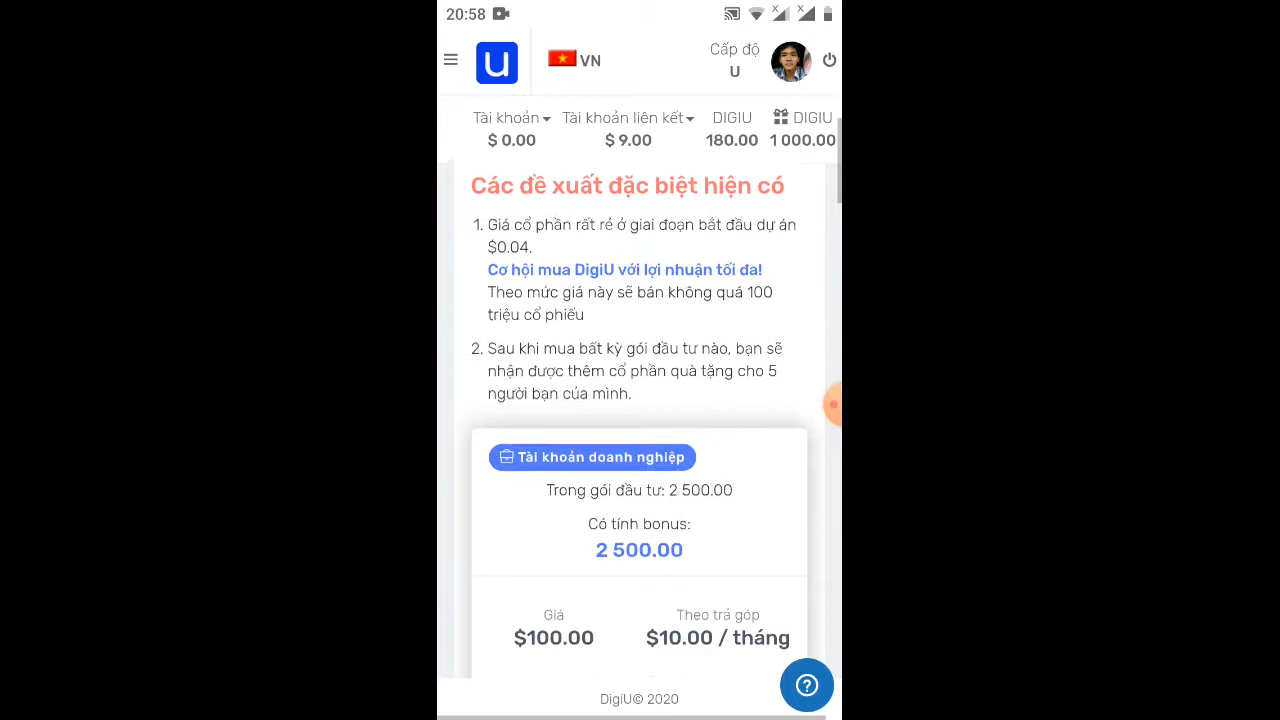 20:58
u
VN
Cấp độ
U
Tài khoản
$ 0.00
Tài khoản liên kết
$ 9.00
DIGIU
180.00
DIGIU
1 000.00
Các đề xuất đặc biệt hiện có
1. Giá cổ phần rất rẻ ở giai đoạn bắt đầu dự án
$0.04.
Cơ hội mua DigiU với lợi nhuận tối đa!
Theo mức giá này sẽ bán không quá 100
triệu cổ phiếu
2. Sau khi mua bất kỳ gói đầu tư nào, bạn sẽ
nhận được thêm cổ phần quà tặng cho 5
người bạn của mình.
Tài khoản doanh nghiệp
Trong gói đầu tư: 2 500.00
Có tính bonus:
2 500.00
Giá
$100.00
Theo trả góp
$10.00 / tháng
DigiU© 2020